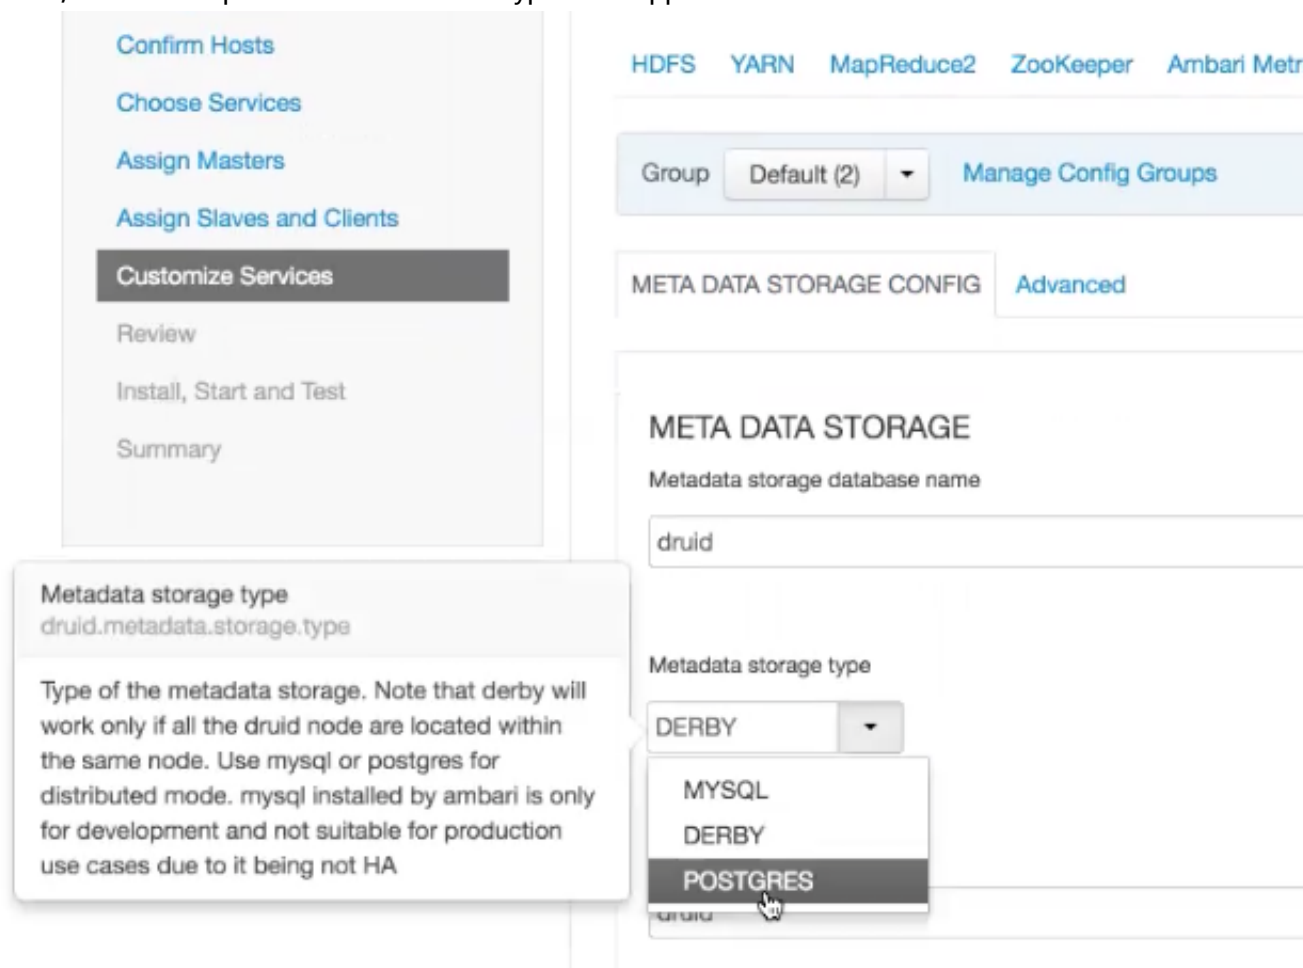 Confirm Hosts
Choose Services
Assign Masters
Assign Slaves and Clients
Customize Services
Review
Install, Start and Test
Summary
HDFS YARN MapReduce2 ZooKeeper Ambari Metr
Group Default (2) Manage Config Groups
META DATA STORAGE CONFIG Advanced
META DATA STORAGE
Metadata storage database name
druid
Metadata storage type
druid.metadata.storage.type
Type of the metadata storage. Note that derby will
work only if all the druid node are located within
the same node. Use mysql or postgres for
distributed mode. mysql installed by ambari is only
for development and not suitable for production
use cases due to it being not HA
Metadata storage type
DERBY
MYSQL
DERBY
POSTGRES
druid